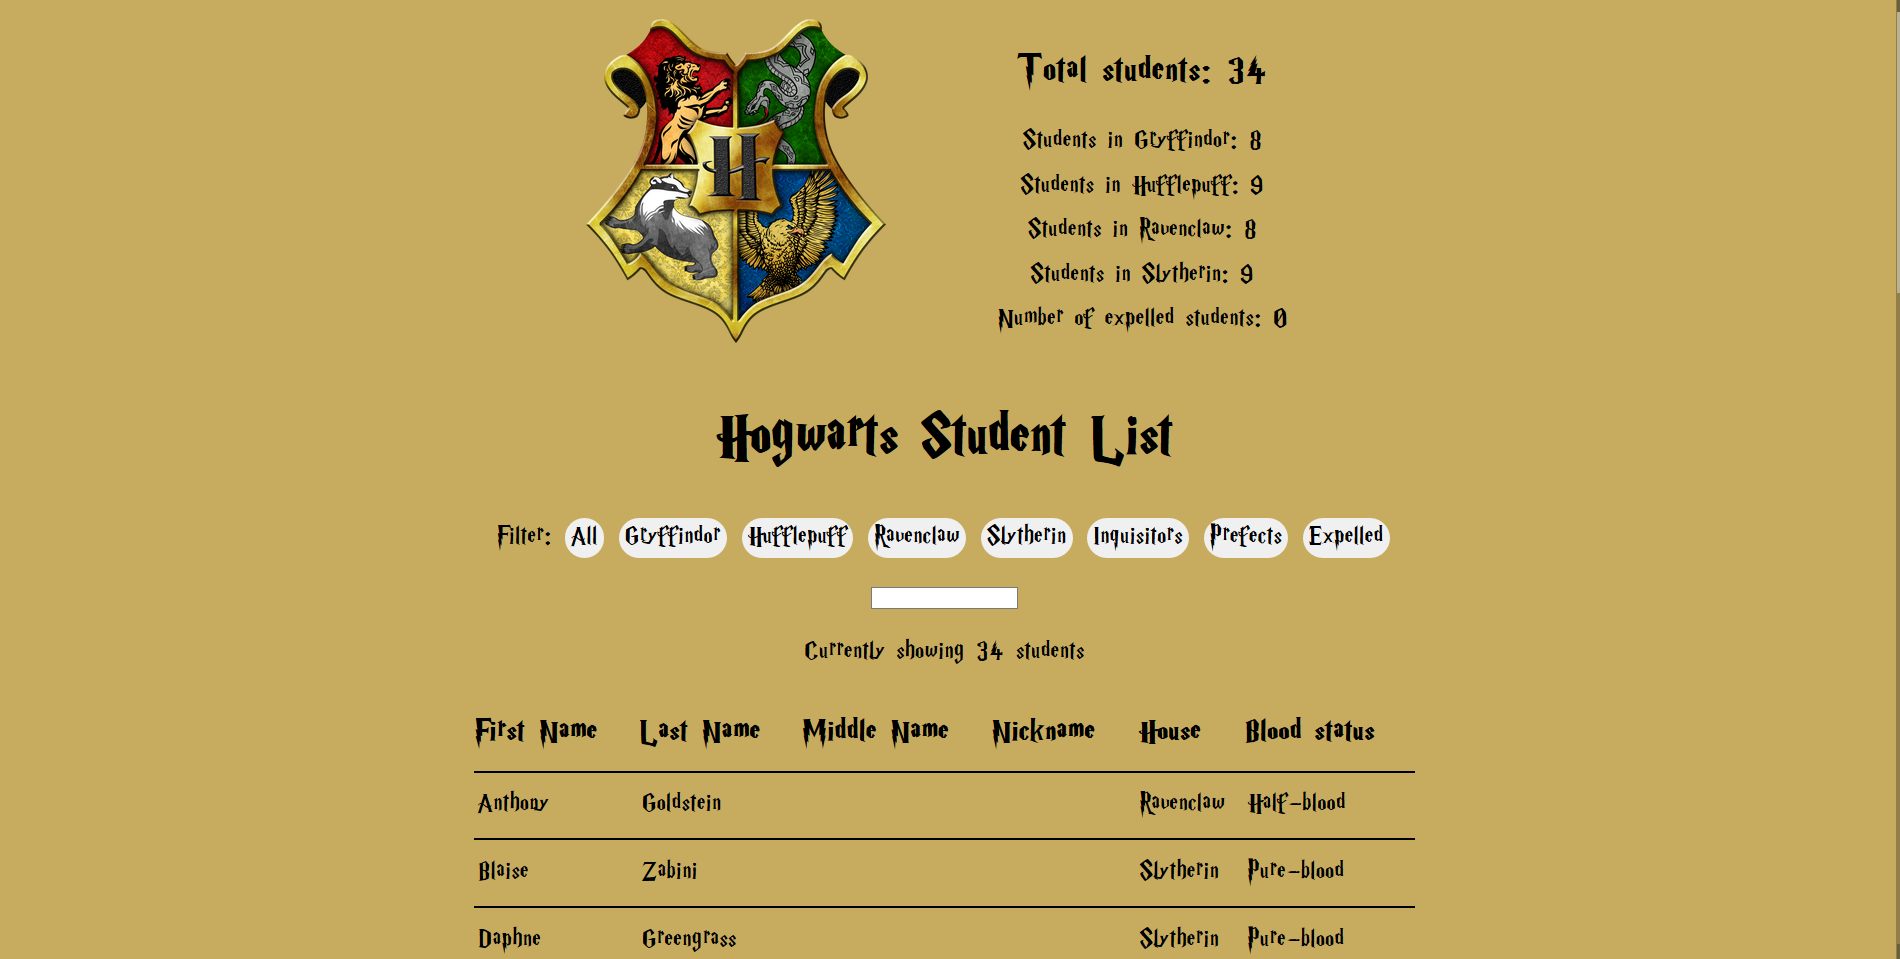 H
Total students: 34
Students in Gryffindor: 8
Students in Hufflepuff: 9
Students in Ravenclaw: 8
Students in Slytherin: 9
Number of expelled students: 0
Hogwarts Student List
Filter: All Gryffindor Hufflepuff Ravenclaw Slytherin Inquisitors Prefects Expelled
Currently showing 34 students
First Name Last Name Middle Name Nickname House Blood status
Anthony Goldstein Ravenclaw Half-blood
Blaise Zabini Slytherin Pure-blood
Daphne Greengrass Slytherin Pure-blood